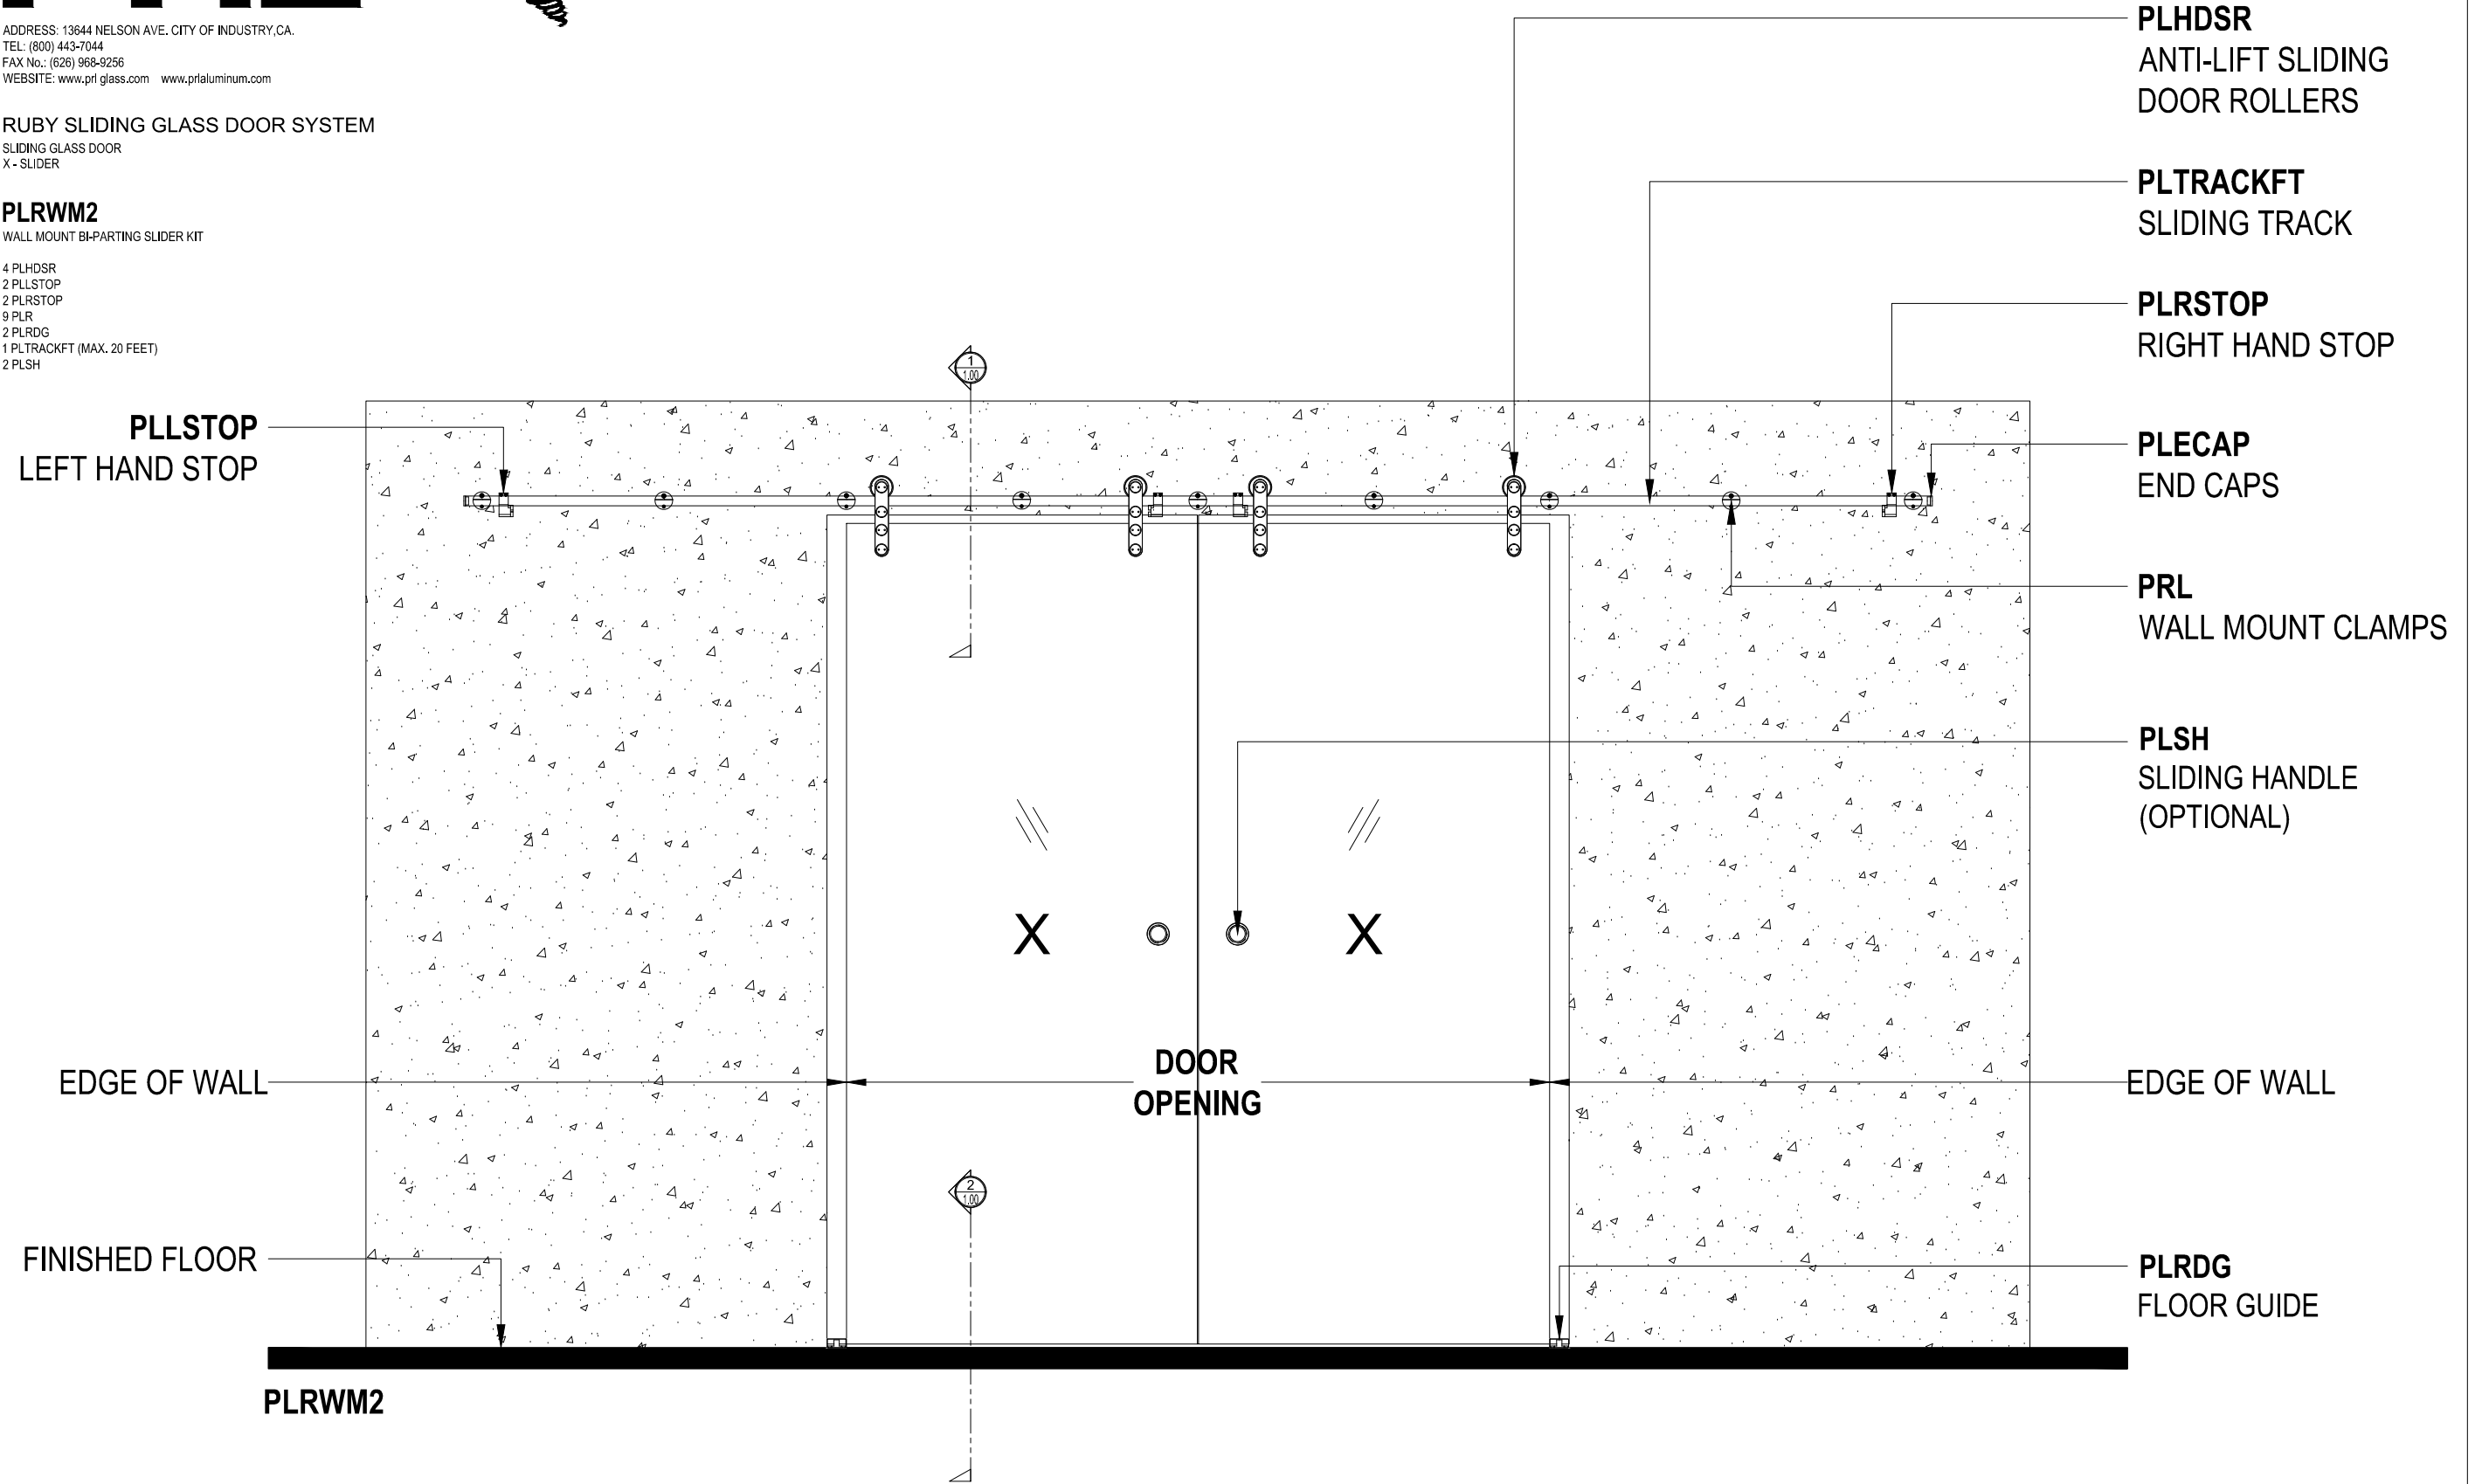 ADDRESS: 13644 NELSON AVE. CITY OF INDUSTRY,CA.
TEL: (800) 443-7044
FAX No.: (626) 968-9256
WEBSITE: www.prl glass.com www.prlaluminum.com
RUBY SLIDING GLASS DOOR SYSTEM
SLIDING GLASS DOOR
X - SLIDER
PLRWM2
WALL MOUNT BI-PARTING SLIDER KIT
4 PLHDSR
2 PLLSTOP
2 PLRSTOP
9 PLR
2 PLRDG
1 PLTRACKFT (MAX. 20 FEET)
2 PLSH
PLHDSR
ANTI-LIFT SLIDING
DOOR ROLLERS
PLTRACKFT
SLIDING TRACK
PLRSTOP
RIGHT HAND STOP
1
1.00
PLLSTOP
LEFT HAND STOP
PLECAP
END CAPS
PRL
WALL MOUNT CLAMPS
PLSH
SLIDING HANDLE
(OPTIONAL)
X
X
EDGE OF WALL
DOOR
OPENING
EDGE OF WALL
2
1.00
FINISHED FLOOR
PLRDG
FLOOR GUIDE
PLRWM2